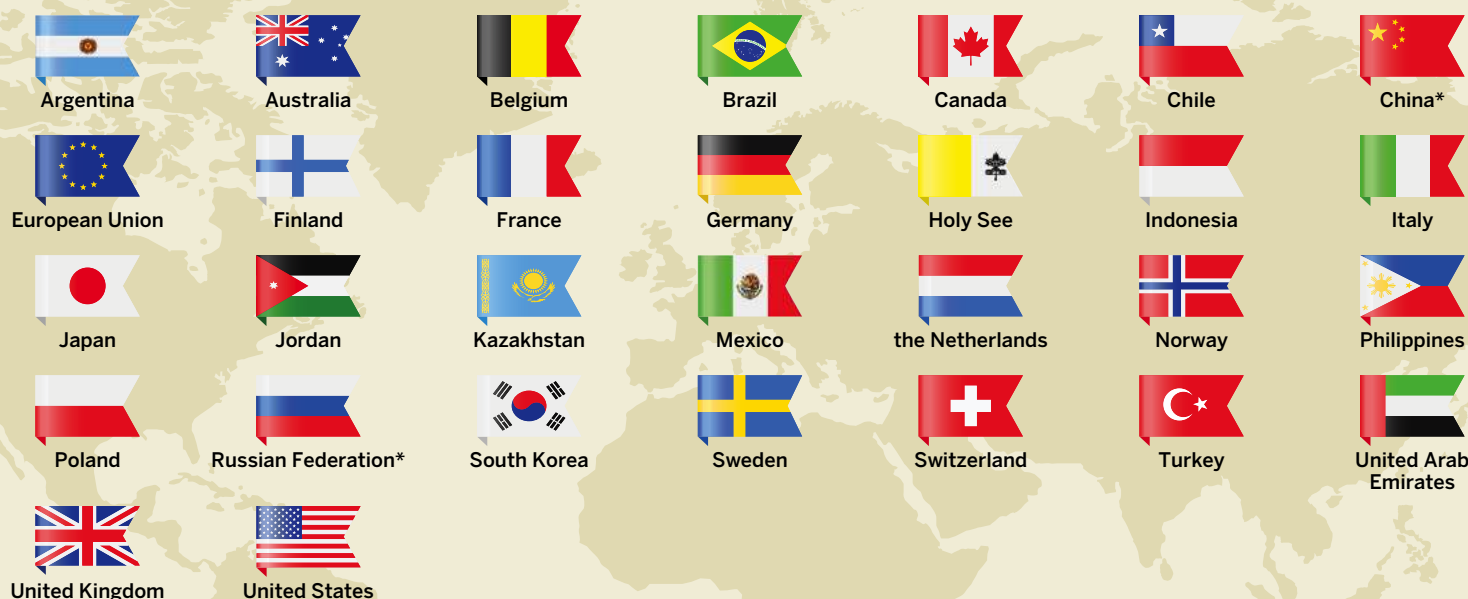 Argentina
Australia
Belgium
Brazil
Canada
Chile
China*
European Union
Finland
France
Germany
Holy See
Indonesia
Italy
Japan
Jordan
Kazakhstan
Mexico
the Netherlands
Norway
Philippines
Poland
Russian Federation*
South Korea
Sweden
Switzerland
Turkey
United Arab
Emirates
United Kingdom
United States